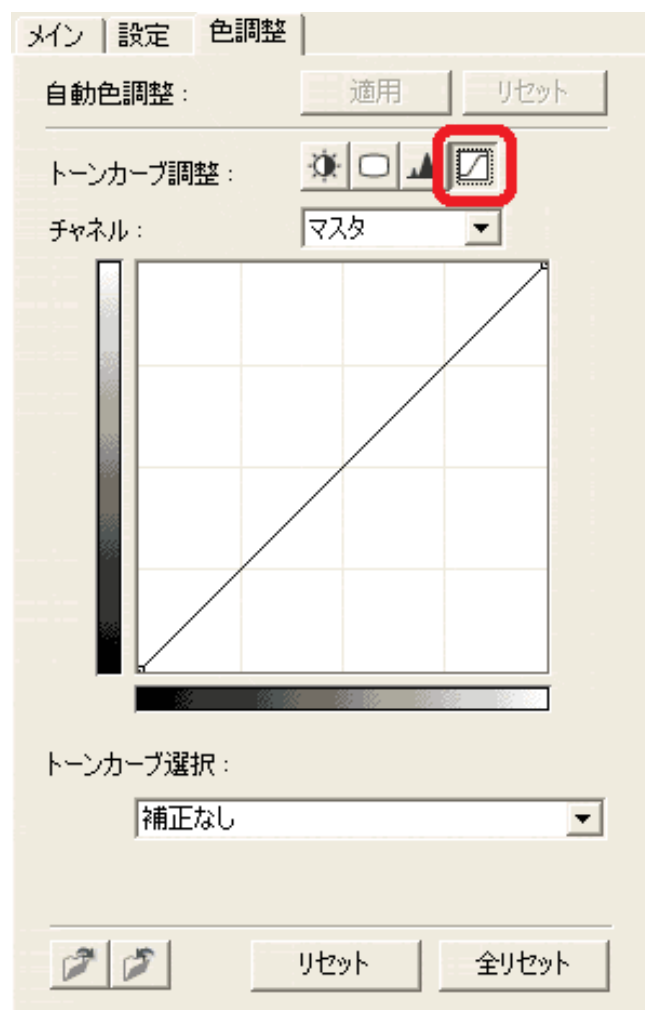 メイン 設定 色調整
自動色調整： 適用 リセット
トーンカーブ調整：
チャネル： マスタ
トーンカーブ選択：
補正なし
リセット 全リセット